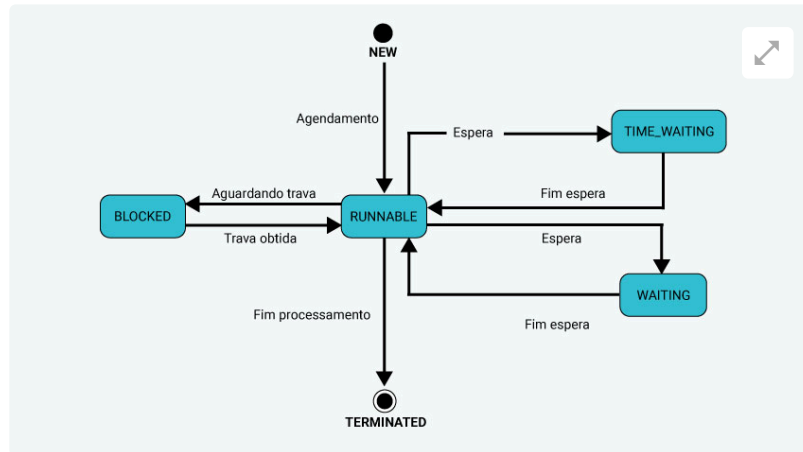 NEW
Agendamento
Espera
TIME_WAITING
Aguardando trava
Fim espera
BLOCKED
RUNNABLE
Trava obtida
Espera
WAITING
Fim processamento
Fim espera
TERMINATED